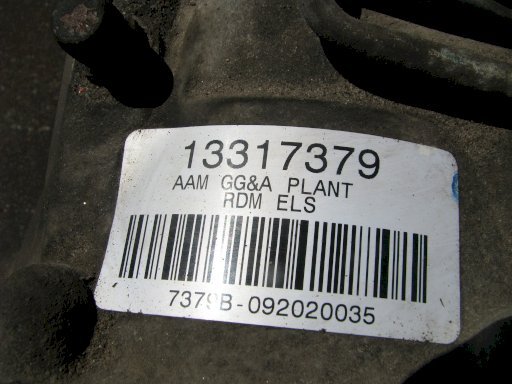 13317379
AAM GG&A PLANT
RDM ELS
7379B-092020035